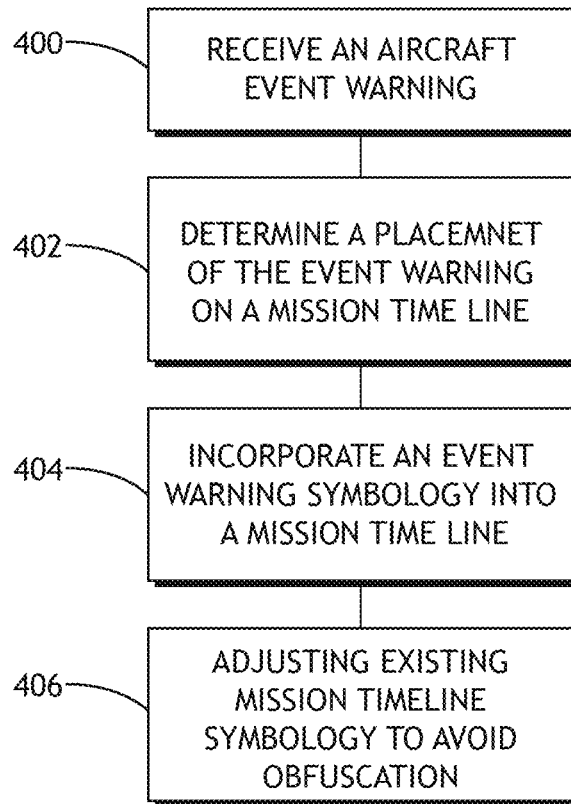 400
RECEIVE AN AIRCRAFT
EVENT WARNING
402
DETERMINE A PLACEMNET
OF THE EVENT WARNING
ON A MISSION TIME LINE
404
INCORPORATE AN EVENT
WARNING SYMBOLOGY INTO
A MISSION TIME LINE
406
ADJUSTING EXISTING
MISSION TIMELINE
SYMBOLOGY TO AVOID
OBFUSCATION